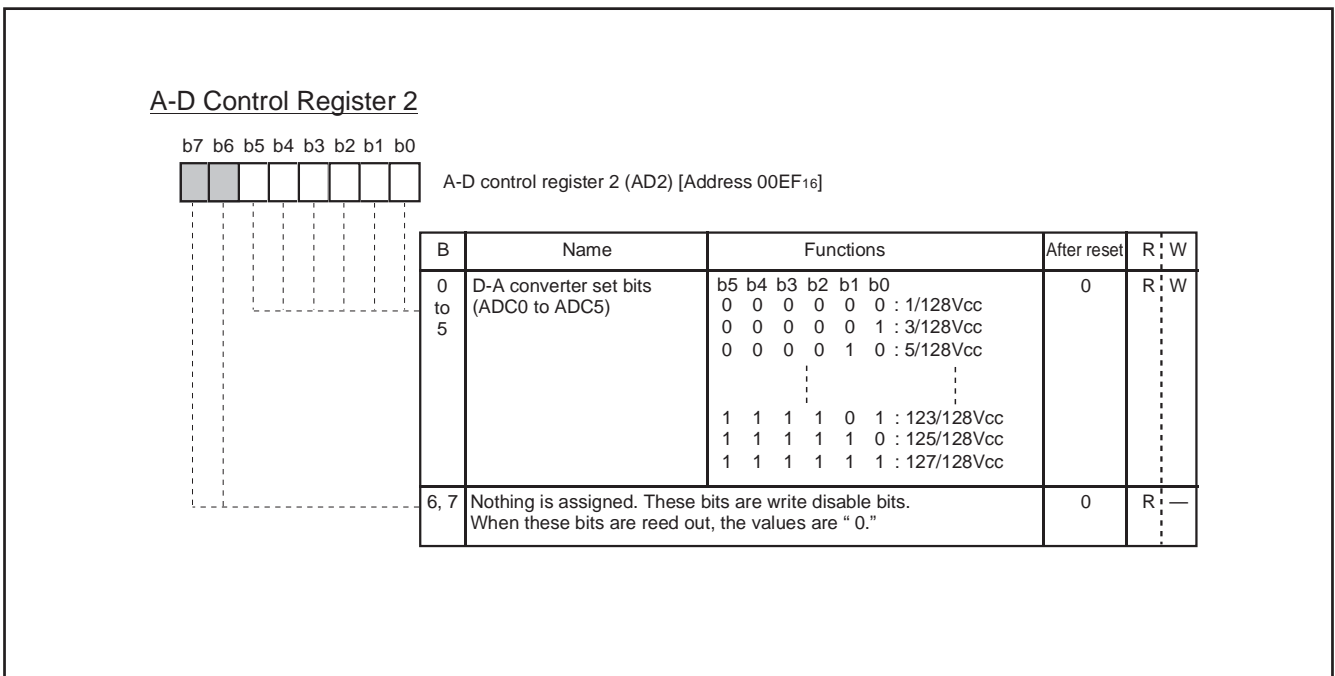 A-D Control Register 2
b7 b6 b5 b4 b3 b2 b1 b0
A-D control register 2 (AD2) [Address 00EF16]
B Name Functions After reset R W
0 to 5 D-A converter set bits (ADC0 to ADC5) 0 R W
b5 b4 b3 b2 b1 b0
0 0 0 0 0 0 : 1/128Vcc
0 0 0 0 0 1 : 3/128Vcc
0 0 0 0 1 0 : 5/128Vcc
1 1 1 1 0 1 : 123/128Vcc
1 1 1 1 1 0 : 125/128Vcc
1 1 1 1 1 1 : 127/128Vcc
6, 7 Nothing is assigned. These bits are write disable bits. 0 R —
When these bits are reed out, the values are “ 0.”